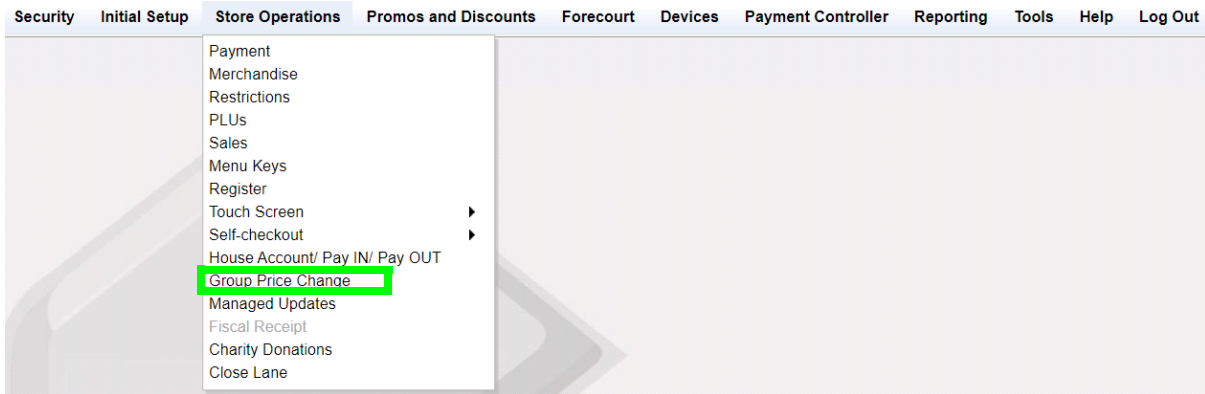 Security Initial Setup Store Operations Promos and Discounts Forecourt Devices Payment Controller Reporting Tools Help Log Out
Payment
Merchandise
Restrictions
PLUs
Sales
Menu Keys
Register
Touch Screen
Self-checkout
House Account/ Pay IN/ Pay OUT
Group Price Change
Managed Updates
Fiscal Receipt
Charity Donations
Close Lane